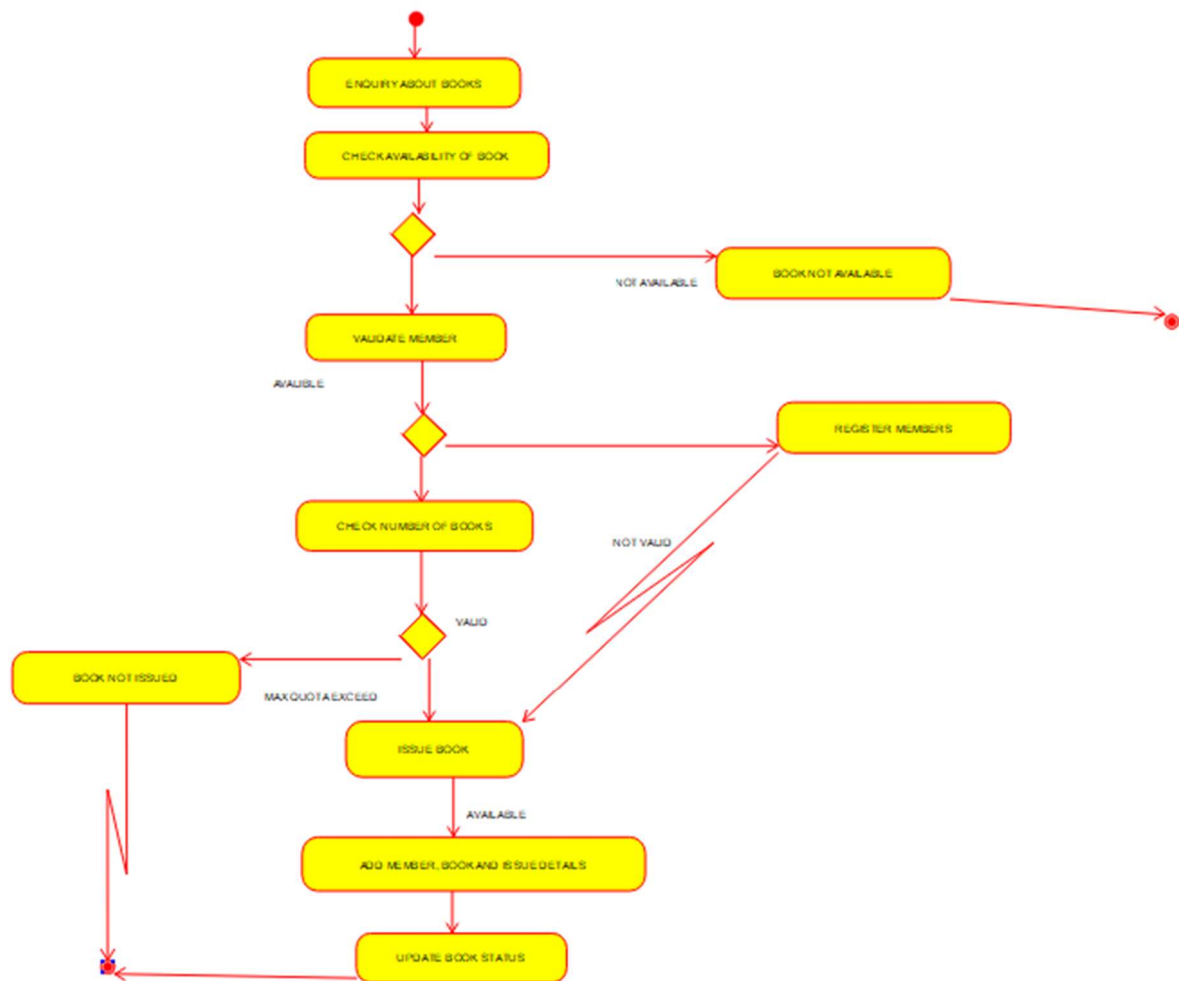 ENQUIRY ABOUT BOOKS
CHECK AVAILABILITY OF BOOK
BOOK NOT AVAILABLE
NOT AVAILABLE
VALIDATE MEMBER
AVALIBLE
REGISTER MEMBERS
CHECK NUMBER OF BOOKS
NOT VALID
VALID
BOOK NOT ISSUED
MAX QUOTA EXCEED
ISSUE BOOK
AVAILABLE
ADD MEMBER, BOOK AND ISSUE DETAILS
UPDATE BOOK STATUS